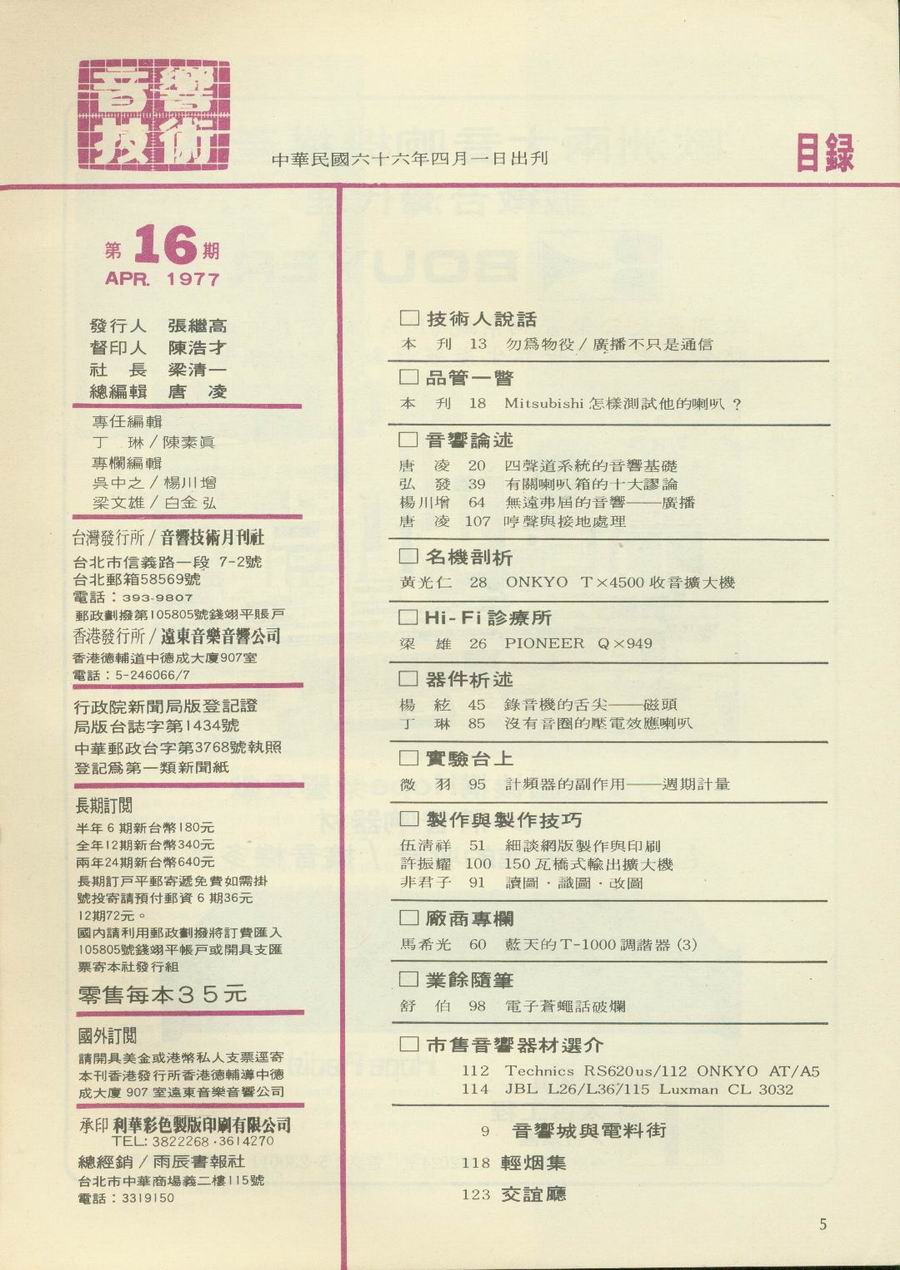 音響
技術
中華民國六十六年四月一日出刊
目錄
第16期
APR. 1977
發行人 張繼高
督印人 陳浩才
社 長 梁清一
總編輯 唐 凌
專任編輯
丁 琳/陳素眞
專欄編輯
吳中之/楊川增
梁文雄/白金弘
台灣發行所/音響技術月刊社
台北市信義路一段 7-2號
台北郵箱58569號
電話：393-9807
郵政劃撥第105805號錢翊平賬戶
香港發行所/遠東音樂音響公司
香港德輔道中德成大廈907室
電話：5-246066/7
行政院新聞局版登記證
局版台誌字第1434號
中華郵政台字第3768號執照
登記爲第一類新聞紙
長期訂閱
半年6期新台幣180元
全年12期新台幣340元
兩年24期新台幣640元
長期訂戶平郵寄遞免費如需掛
號投寄請預付郵資6期36元
12期72元。
國內請利用郵政劃撥將訂費匯入
105805號錢翊平帳戶或開具支匯
票寄本社發行組
零售每本35元
國外訂閱
請開具美金或港幣私人支票逕寄
本刊香港發行所香港德輔導中德
成大廈 907 室遠東音樂音響公司
承印 利華彩色製版印刷有限公司
TEL: 3822268·3614270
總經銷/雨辰書報社
台北市中華商場義二樓115號
電話：3319150
□ 技術人說話
本 刊 13 勿爲物役/廣播不只是通信
□ 品管一瞥
本 刊 18 Mitsubishi 怎樣測試他的喇叭？
□ 音響論述
唐 凌 20 四聲道系統的音響基礎
弘 發 39 有關喇叭箱的十大謬論
楊川增 64 無遠弗屆的音響——廣播
唐 凌 107 哼聲與接地處理
□ 名機剖析
黃光仁 28 ONKYO T×4500 收音擴大機
□ Hi-Fi 診療所
梁 雄 26 PIONEER Q×949
□ 器件析述
楊 絃 45 錄音機的舌尖——磁頭
丁 琳 85 沒有音圈的壓電效應喇叭
□ 實驗台上
微 羽 95 計頻器的副作用——週期計量
□ 製作與製作技巧
伍清祥 51 細談網版製作與印刷
許振耀 100 150瓦橋式輸出擴大機
非君子 91 讀圖·識圖·改圖
□ 廠商專欄
馬希光 60 藍天的T-1000調諧器(3)
□ 業餘隨筆
舒 伯 98 電子蒼蠅話破爛
□ 市售音響器材選介
112 Technics RS620us/112 ONKYO AT/A5
114 JBL L26/L36/115 Luxman CL 3032
9 音響城與電料街
118 輕烟集
123 交誼廳
5